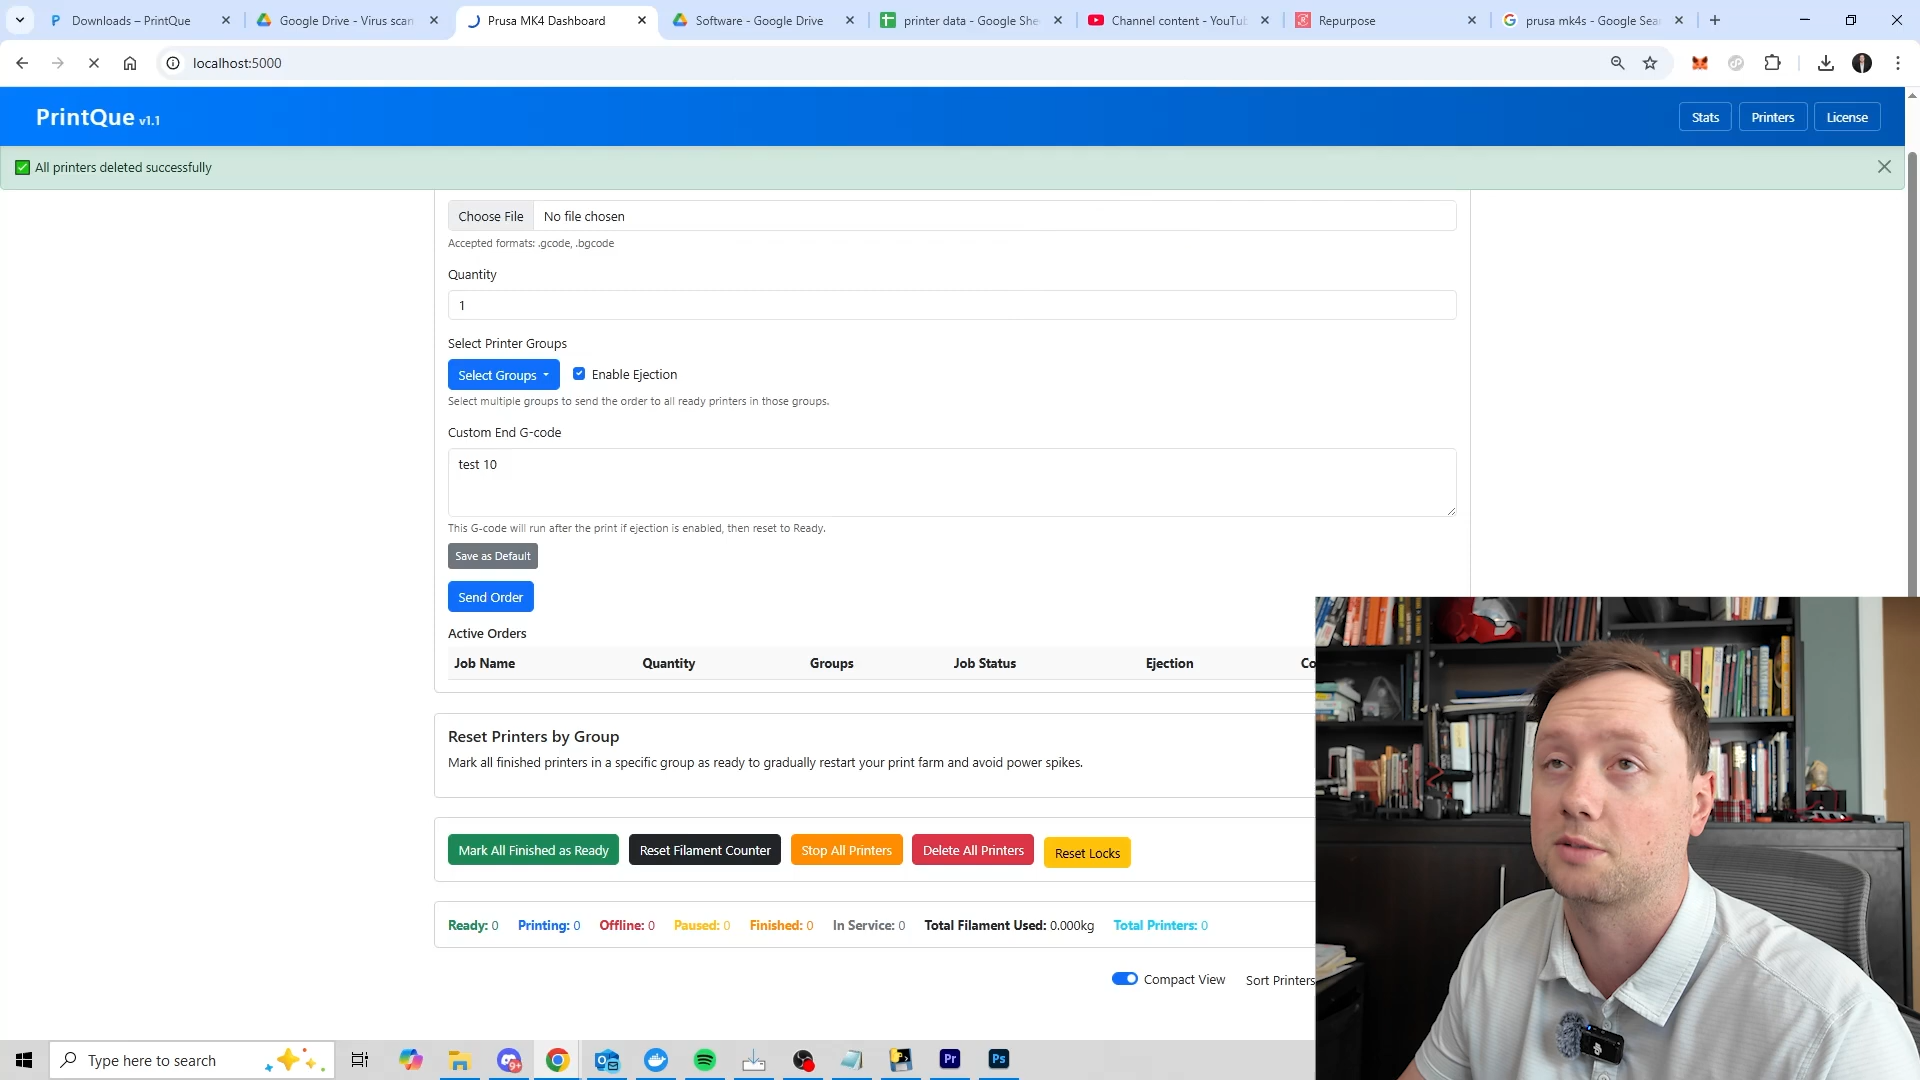 Downloads – PrintQue
Google Drive - Virus scan
Prusa MK4 Dashboard
Software - Google Drive
printer data - Google She
Channel content - YouTu
Repurpose
prusa mk4s - Google Sea
localhost:5000
PrintQue v1.1
Stats
Printers
License
All printers deleted successfully
Choose File
No file chosen
Accepted formats: .gcode, .bgcode
Quantity
1
Select Printer Groups
Select Groups
Enable Ejection
Select multiple groups to send the order to all ready printers in those groups.
Custom End G-code
test 10
This G-code will run after the print if ejection is enabled, then reset to Ready.
Save as Default
Send Order
Active Orders
Job Name Quantity Groups Job Status Ejection Co
Reset Printers by Group
Mark all finished printers in a specific group as ready to gradually restart your print farm and avoid power spikes.
Mark All Finished as Ready
Reset Filament Counter
Stop All Printers
Delete All Printers
Reset Locks
Ready: 0 Printing: 0 Offline: 0 Paused: 0 Finished: 0 In Service: 0 Total Filament Used: 0.000kg Total Printers: 0
Compact View
Sort Printers
Type here to search
9+
Pr
Ps